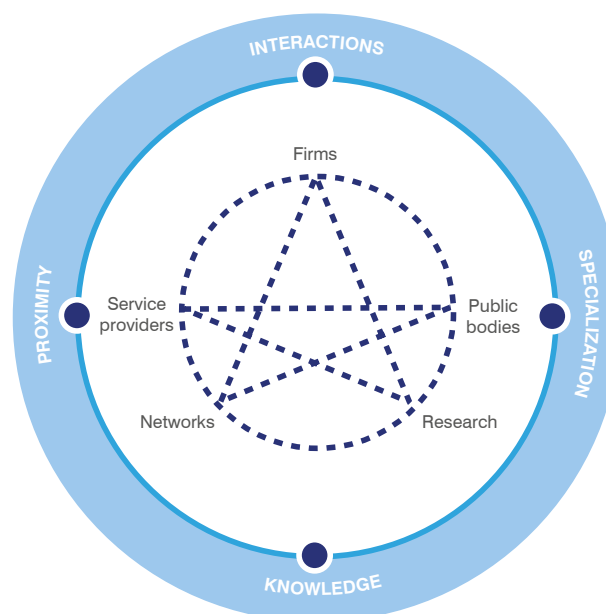 INTERACTIONS
Firms
PROXIMITY
SPECIALIZATION
Service
providers
Public
bodies
Networks
Research
KNOWLEDGE